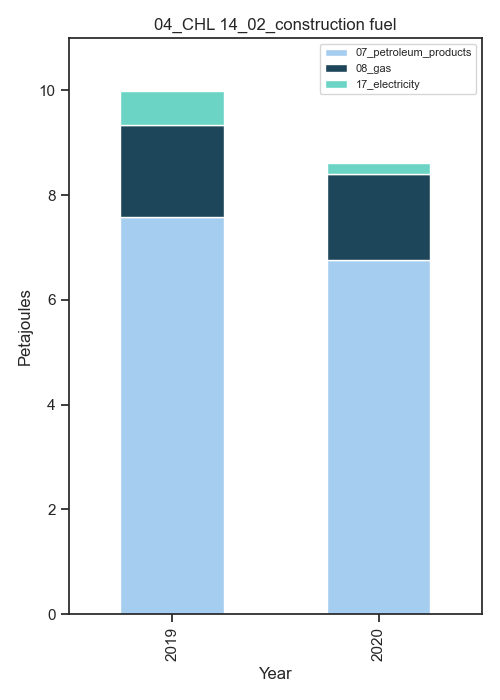 04_CHL 14_02_construction fuel
07_petroleum_products
08_gas
17_electricity
10
8
6
4
2
0
Petajoules
2019
2020
Year